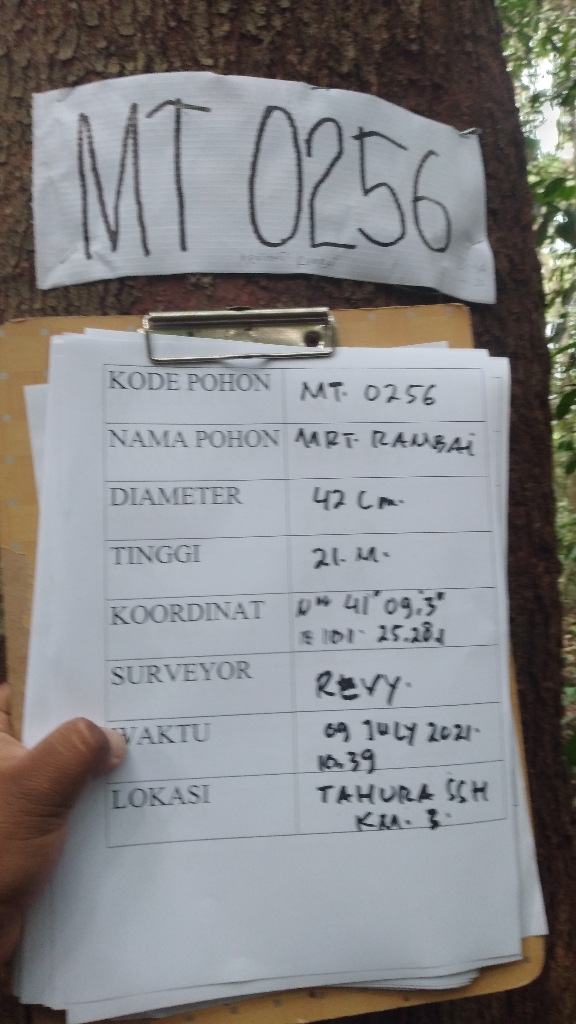 MT 0256
KODE POHON MT. 0256
NAMA POHON MRT. RAMBAI
DIAMETER 42 Cm.
TINGGI 21. M.
KOORDINAT 41" 09.3"
E 101. 25.28
SURVEYOR REVY.
WAKTU 09 JULY 2021.
10.39
LOKASI TAHURA SSH
KM. 3.